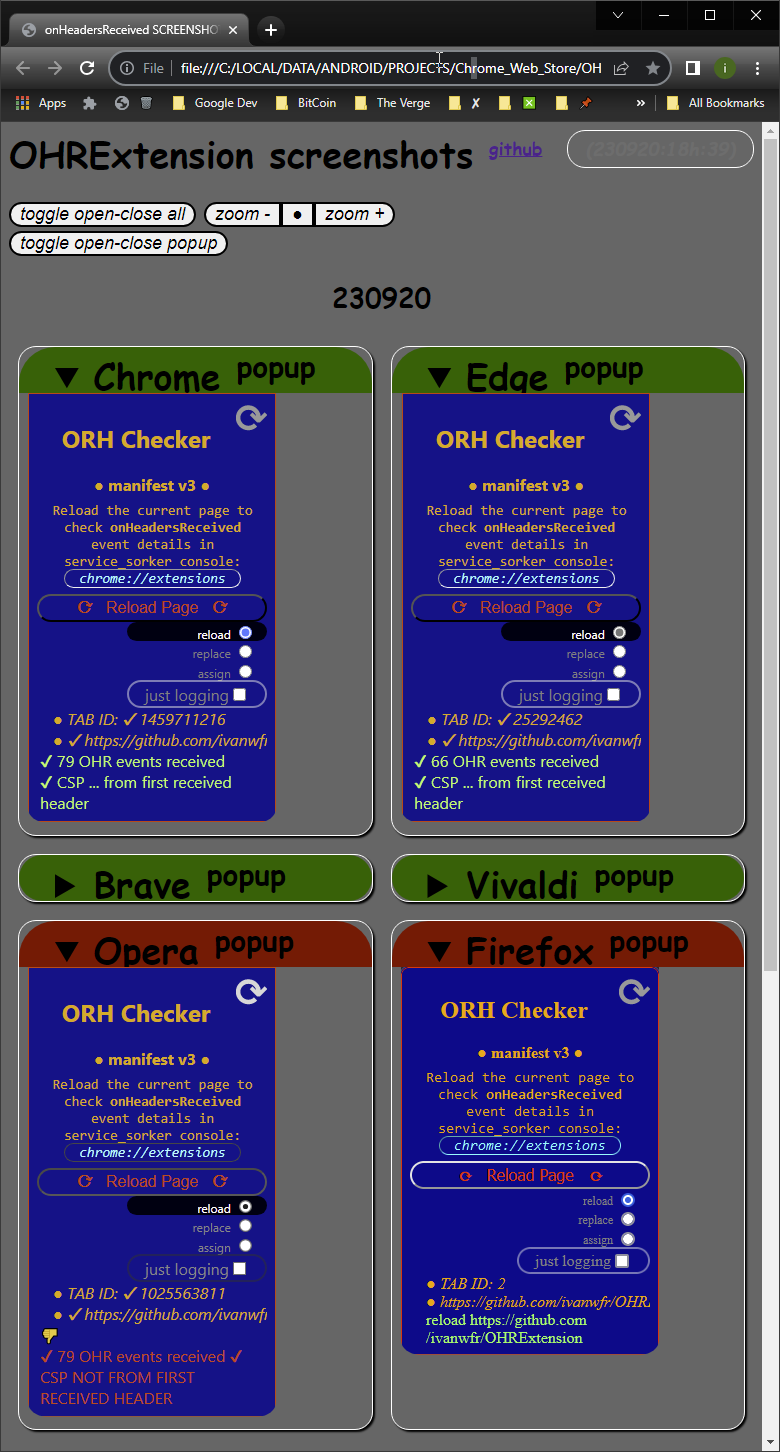 onHeadersReceived SCREENSHO
File file:///C:/LOCAL/DATA/ANDROID/PROJECTS/Chrome_Web_Store/OH
i
Apps Google Dev BitCoin The Verge ✗ » All Bookmarks
OHRExtension screenshots github (230920:18h:39)
toggle open-close all zoom - ● zoom +
toggle open-close popup
230920
▼ Chrome popup
ORH Checker
● manifest v3 ●
Reload the current page to
check onHeadersReceived
event details in
service_sorker console:
chrome://extensions
⟳ Reload Page ⟳
reload
replace
assign
just logging
● TAB ID: ✔1459711216
● ✔https://github.com/ivanwfr
✔ 79 OHR events received
✔ CSP ... from first received
header
▼ Edge popup
ORH Checker
● manifest v3 ●
Reload the current page to
check onHeadersReceived
event details in
service_sorker console:
chrome://extensions
⟳ Reload Page ⟳
reload
replace
assign
just logging
● TAB ID: ✔25292462
● ✔https://github.com/ivanwfr
✔ 66 OHR events received
✔ CSP ... from first received
header
▶ Brave popup
▶ Vivaldi popup
▼ Opera popup
ORH Checker
● manifest v3 ●
Reload the current page to
check onHeadersReceived
event details in
service_sorker console:
chrome://extensions
⟳ Reload Page ⟳
reload
replace
assign
just logging
● TAB ID: ✔1025563811
● ✔https://github.com/ivanwfr
👎
✔ 79 OHR events received ✔
CSP NOT FROM FIRST
RECEIVED HEADER
▼ Firefox popup
ORH Checker
● manifest v3 ●
Reload the current page to
check onHeadersReceived
event details in
service_sorker console:
chrome://extensions
⟳ Reload Page ⟳
reload
replace
assign
just logging
● TAB ID: 2
● https://github.com/ivanwfr/OHRE
reload https://github.com
/ivanwfr/OHRExtension